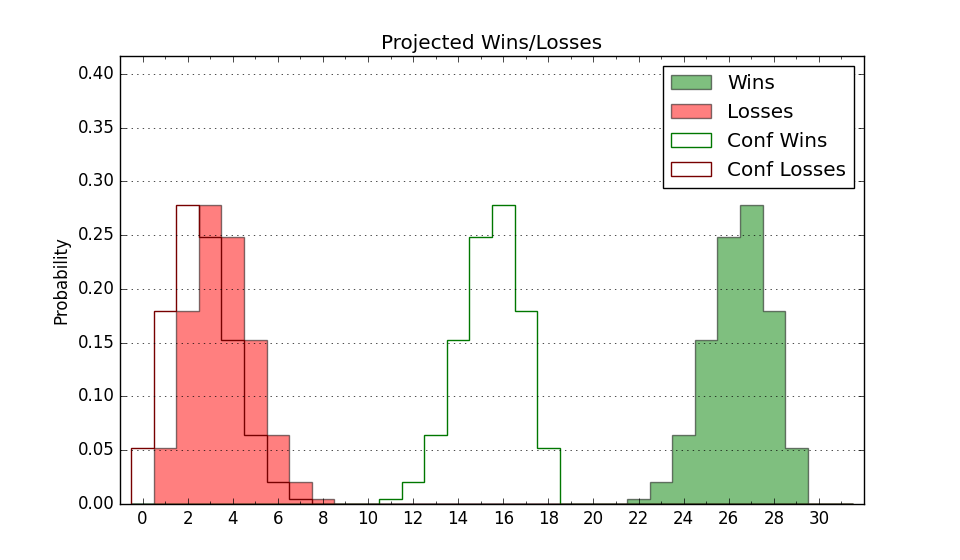 Projected Wins/Losses
Wins
Losses
Conf Wins
Conf Losses
Probability
0.40
0.35
0.30
0.25
0.20
0.15
0.10
0.05
0.00
0 2 4 6 8 10 12 14 16 18 20 22 24 26 28 30